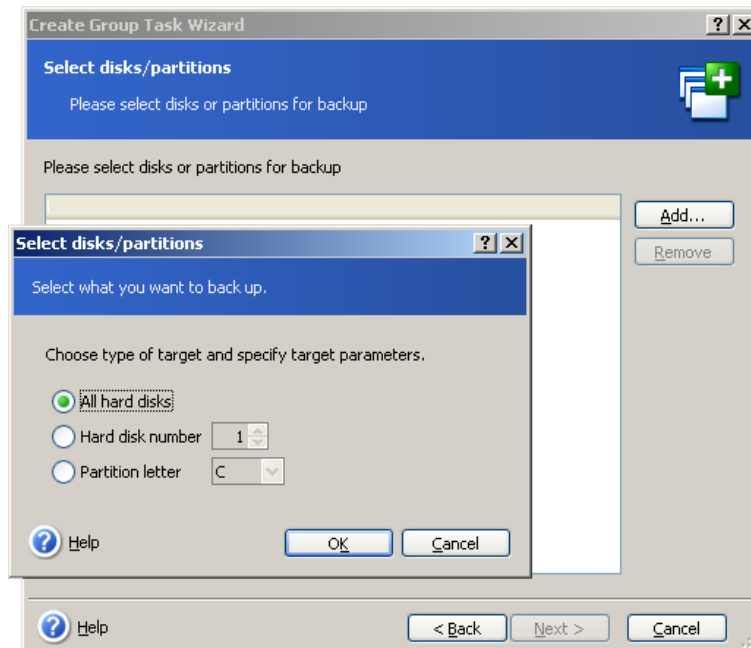 Create Group Task Wizard
Select disks/partitions
Please select disks or partitions for backup
Please select disks or partitions for backup
Add...
Remove
Select disks/partitions
Select what you want to back up.
Choose type of target and specify target parameters.
All hard disks
Hard disk number 1
Partition letter C
Help OK Cancel
Help < Back Next > Cancel